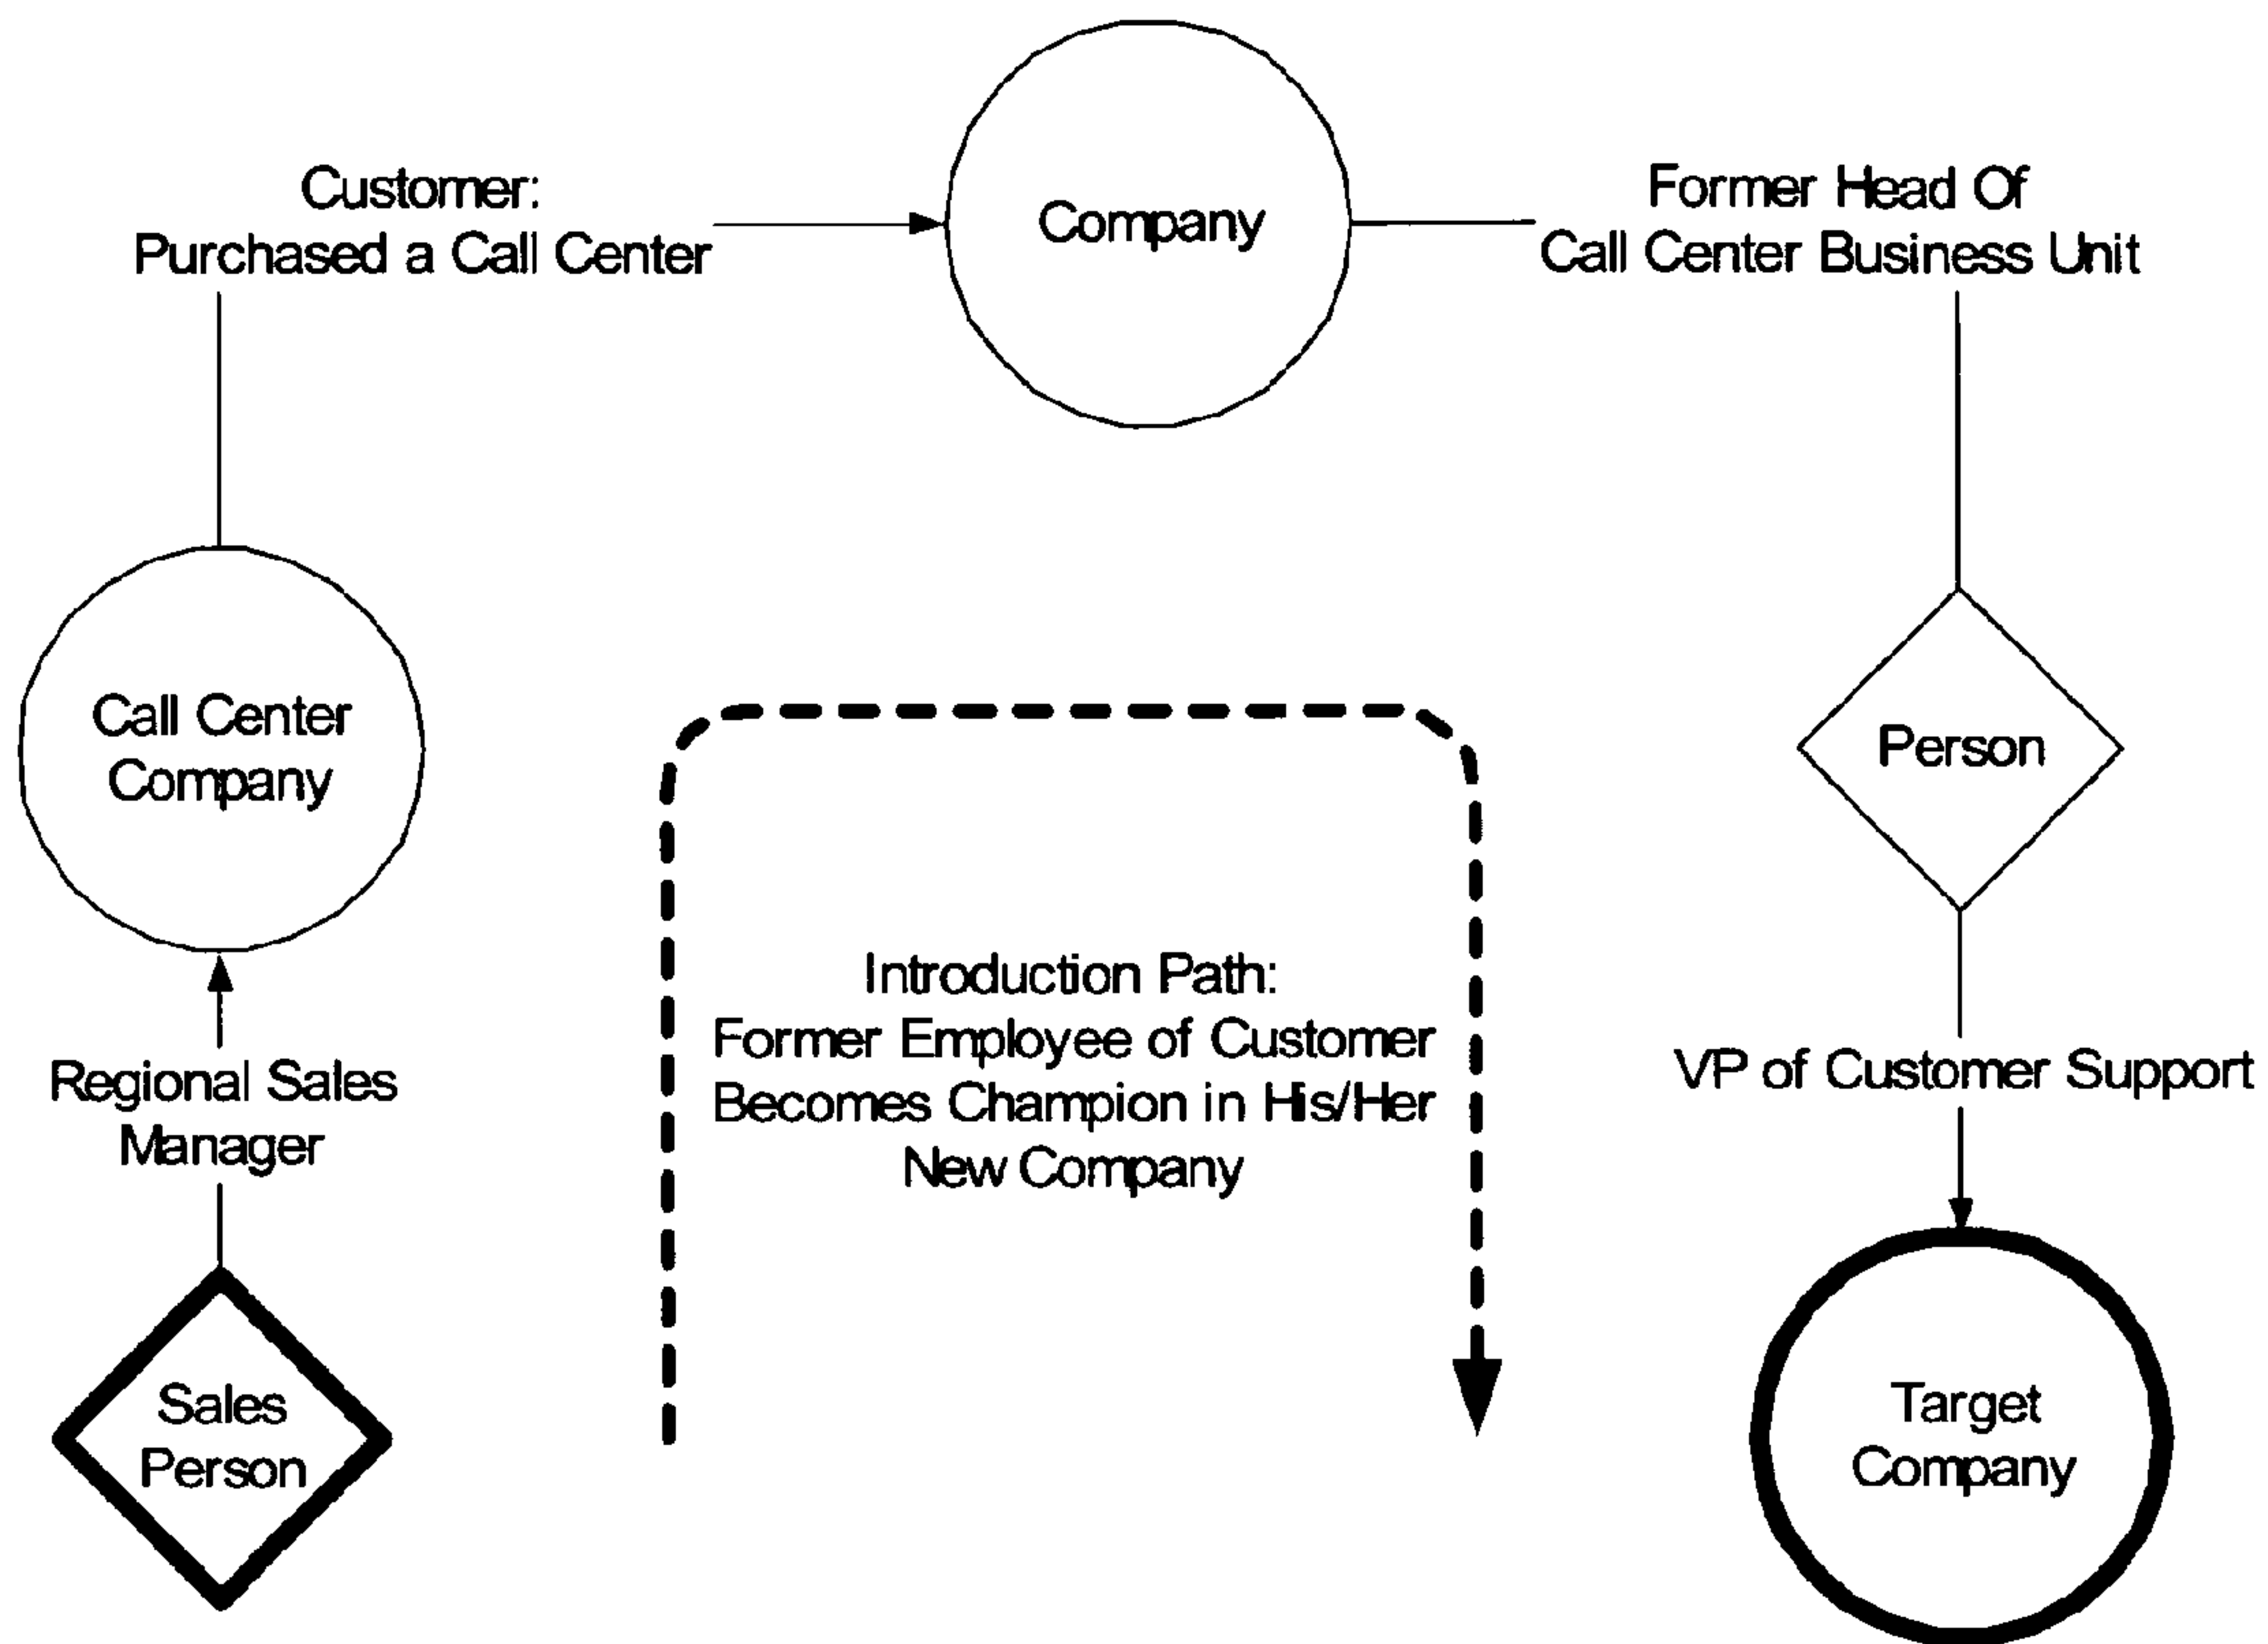 Customer:
Purchased a Call Center
Company
Former Head Of
Call Center Business Unit
Call Center
Company
Person
Introduction Path:
Former Employee of Customer
Becomes Champion in His/Her
New Company
Regional Sales
Manager
VP of Customer Support
Sales
Person
Target
Company